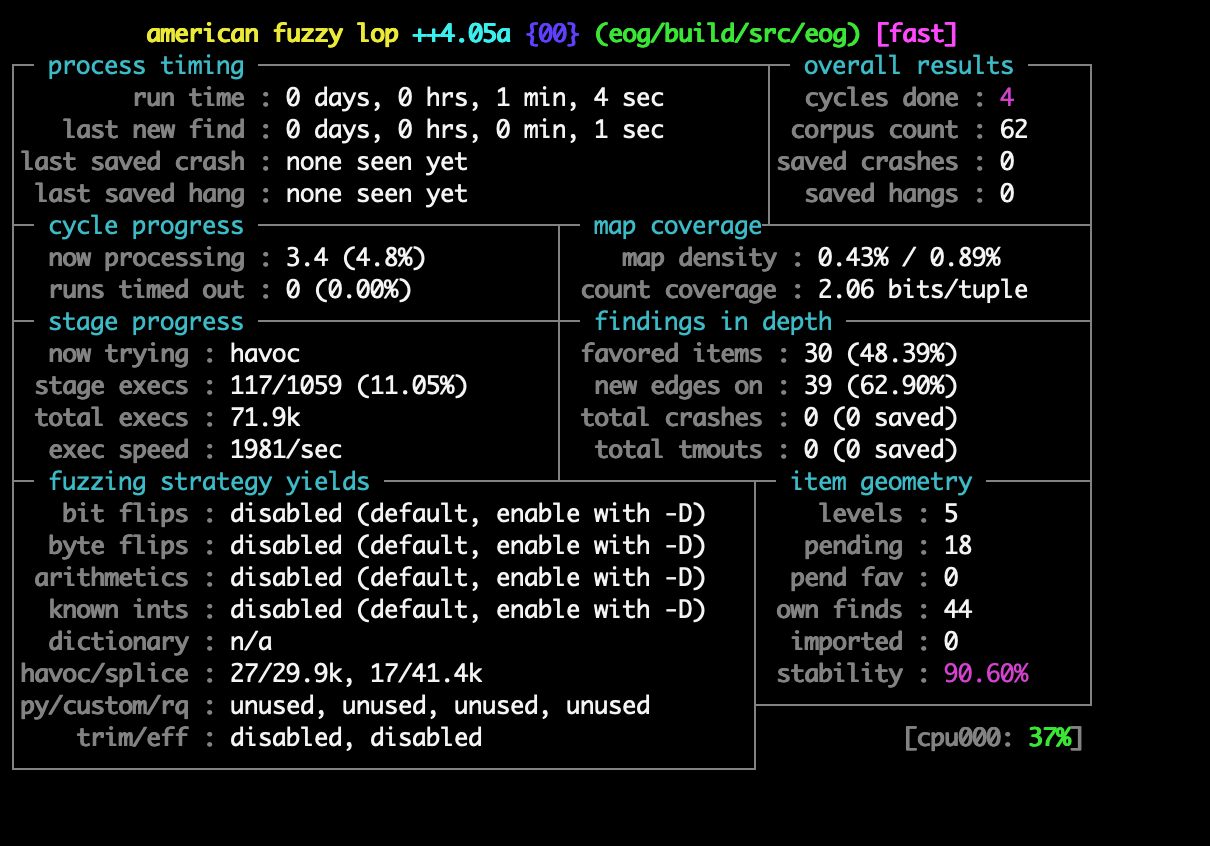 american fuzzy lop ++4.05a {00} (eog/build/src/eog) [fast]
process timing overall results
run time : 0 days, 0 hrs, 1 min, 4 sec cycles done : 4
last new find : 0 days, 0 hrs, 0 min, 1 sec corpus count : 62
last saved crash : none seen yet saved crashes : 0
last saved hang : none seen yet saved hangs : 0
cycle progress map coverage
now processing : 3.4 (4.8%) map density : 0.43% / 0.89%
runs timed out : 0 (0.00%) count coverage : 2.06 bits/tuple
stage progress findings in depth
now trying : havoc favored items : 30 (48.39%)
stage execs : 117/1059 (11.05%) new edges on : 39 (62.90%)
total execs : 71.9k total crashes : 0 (0 saved)
exec speed : 1981/sec total tmouts : 0 (0 saved)
fuzzing strategy yields item geometry
bit flips : disabled (default, enable with -D) levels : 5
byte flips : disabled (default, enable with -D) pending : 18
arithmetics : disabled (default, enable with -D) pend fav : 0
known ints : disabled (default, enable with -D) own finds : 44
dictionary : n/a imported : 0
havoc/splice : 27/29.9k, 17/41.4k stability : 90.60%
py/custom/rq : unused, unused, unused, unused
trim/eff : disabled, disabled [cpu000: 37%]